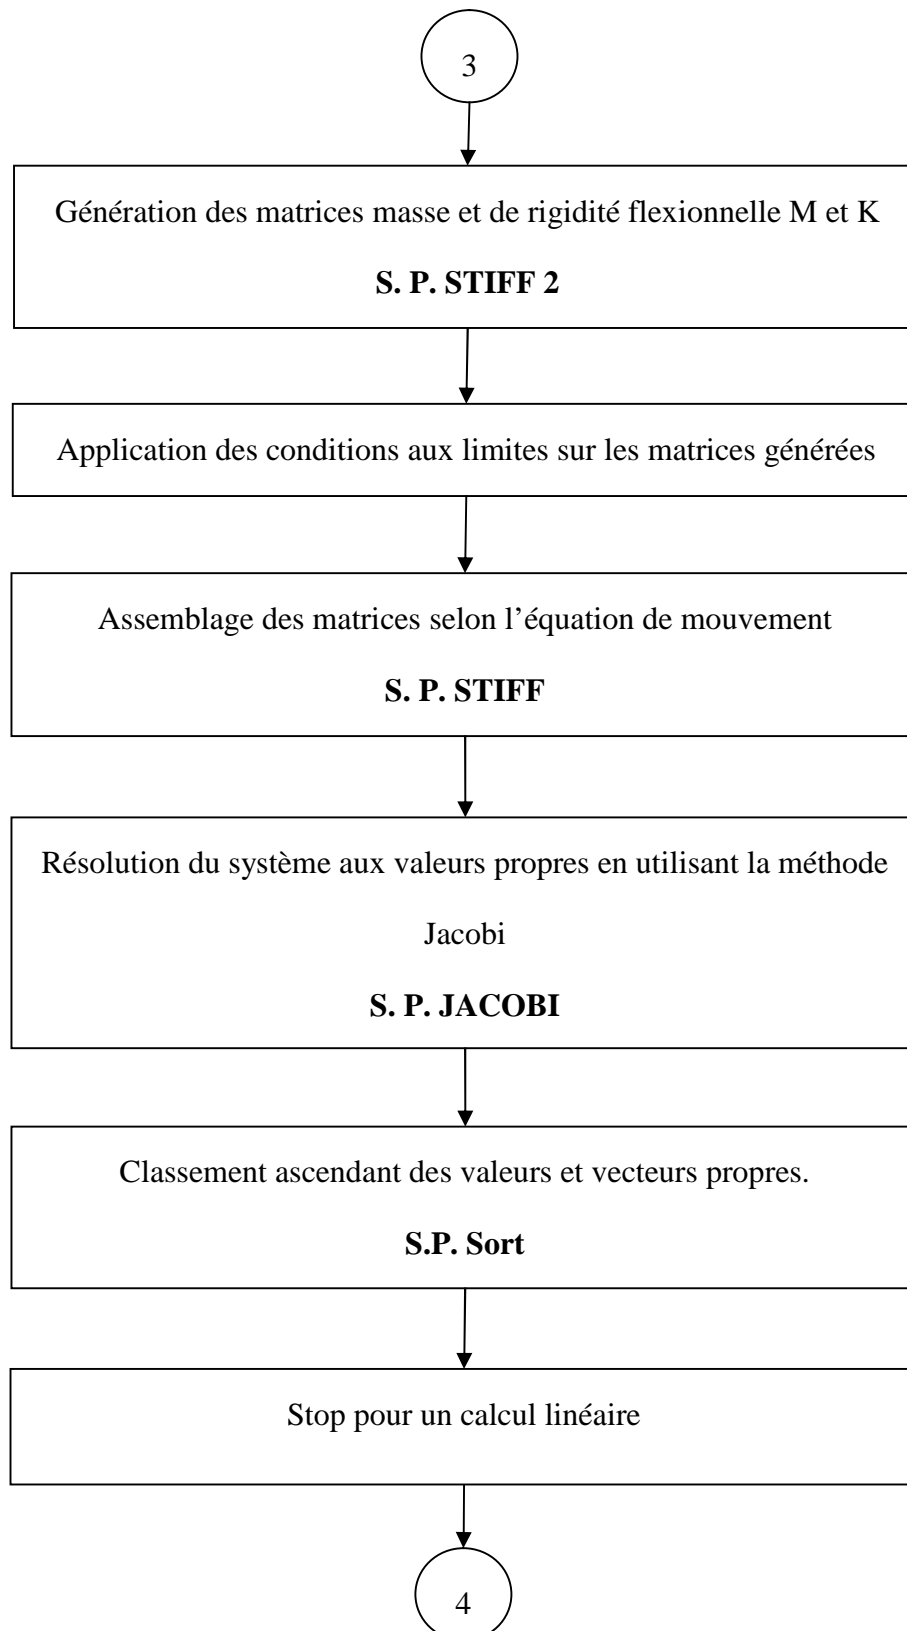 3
Génération des matrices masse et de rigidité flexionnelle M et K
S. P. STIFF 2
Application des conditions aux limites sur les matrices générées
Assemblage des matrices selon l’équation de mouvement
S. P. STIFF
Résolution du système aux valeurs propres en utilisant la méthode
Jacobi
S. P. JACOBI
Classement ascendant des valeurs et vecteurs propres.
S.P. Sort
Stop pour un calcul linéaire
4